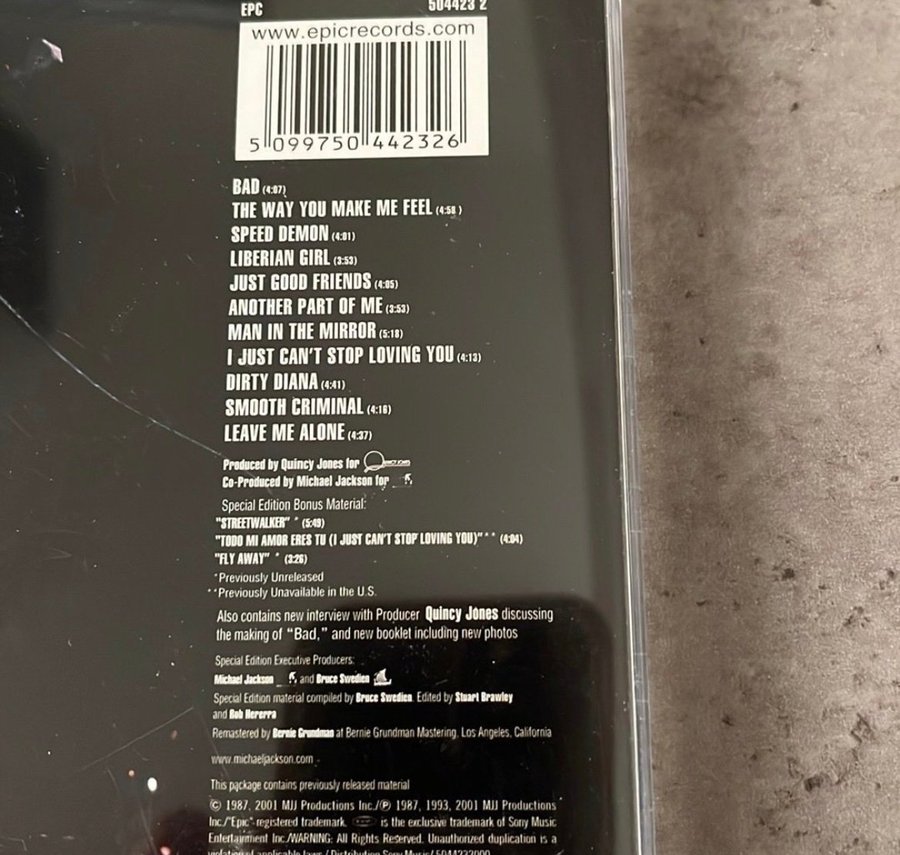 EPC 504423 2
www.epicrecords.com
5 099750 442326
BAD (4:07)
THE WAY YOU MAKE ME FEEL (4:58)
SPEED DEMON (4:01)
LIBERIAN GIRL (3:53)
JUST GOOD FRIENDS (4:05)
ANOTHER PART OF ME (3:53)
MAN IN THE MIRROR (5:18)
I JUST CAN'T STOP LOVING YOU (4:13)
DIRTY DIANA (4:41)
SMOOTH CRIMINAL (4:16)
LEAVE ME ALONE (4:37)
Produced by Quincy Jones for
Co-Produced by Michael Jackson for
Special Edition Bonus Material:
"STREETWALKER" * (5:49)
"TODO MI AMOR ERES TU (I JUST CAN'T STOP LOVING YOU)"** (4:04)
"FLY AWAY" * (3:26)
*Previously Unreleased
**Previously Unavailable in the U.S.
Also contains new interview with Producer Quincy Jones discussing
the making of "Bad," and new booklet including new photos
Special Edition Executive Producers:
Michael Jackson and Bruce Swedien
Special Edition material compiled by Bruce Swedien. Edited by Stuart Brawley
and Rob Hererra
Remastered by Bernie Grundman at Bernie Grundman Mastering, Los Angeles, California
www.michaeljackson.com
This package contains previously released material
© 1987, 2001 MJJ Productions Inc./℗ 1987, 1993, 2001 MJJ Productions
Inc./"Epic" registered trademark. is the exclusive trademark of Sony Music
Entertainment Inc./WARNING: All Rights Reserved. Unauthorized duplication is a
violation of applicable laws./Distribution Sony Music/5044232000